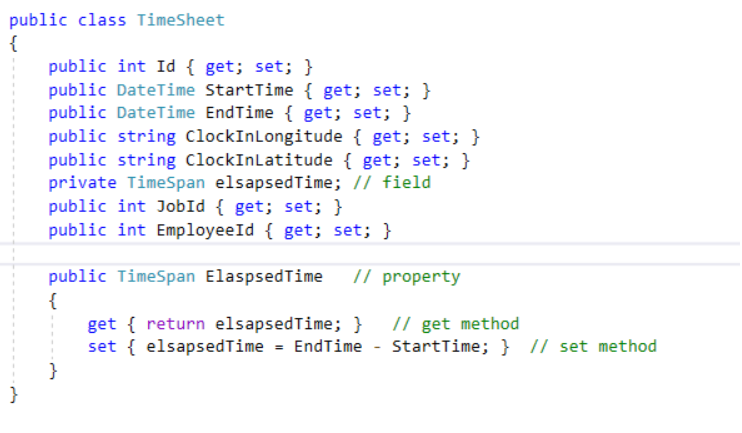 public class TimeSheet
{
public int Id { get; set; }
public DateTime StartTime { get; set; }
public DateTime EndTime { get; set; }
public string ClockInLongitude { get; set; }
public string ClockInLatitude { get; set; }
private TimeSpan elsapsedTime; // field
public int JobId { get; set; }
public int EmployeeId { get; set; }
public TimeSpan ElaspsedTime // property
{
get { return elsapsedTime; } // get method
set { elsapsedTime = EndTime - StartTime; } // set method
}
}